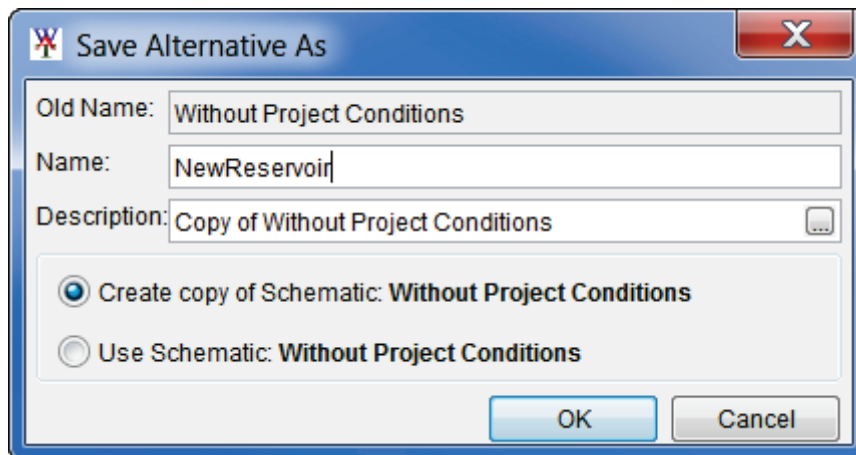 Save Alternative As
Old Name: Without Project Conditions
Name: NewReservoir
Description: Copy of Without Project Conditions ...
Create copy of Schematic: Without Project Conditions
Use Schematic: Without Project Conditions
OK Cancel